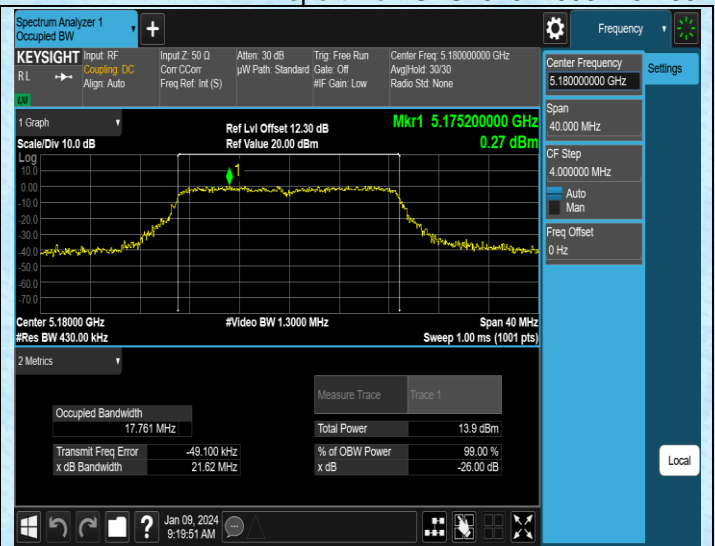 Spectrum Analyzer 1
Occupied BW
+
Frequency
KEYSIGHT
Input: RF
Input Z: 50 Ω
Atten: 30 dB
Trig: Free Run
Center Freq: 5.180000000 GHz
RL
Coupling: DC
Corr CCorr
µW Path: Standard
Gate: Off
Avg|Hold: 30/30
Align: Auto
Freq Ref: Int (S)
#IF Gain: Low
Radio Std: None
LXI
Center Frequency
5.180000000 GHz
Settings
Span
40.000 MHz
CF Step
4.000000 MHz
Auto
Man
Freq Offset
0 Hz
Local
1 Graph
Scale/Div 10.0 dB
Ref Lvl Offset 12.30 dB
Ref Value 20.00 dBm
Mkr1 5.175200000 GHz
0.27 dBm
Log
10.0
0.00
-10.0
-20.0
-30.0
-40.0
-50.0
-60.0
-70.0
1
Center 5.18000 GHz
#Video BW 1.3000 MHz
Span 40 MHz
#Res BW 430.00 kHz
Sweep 1.00 ms (1001 pts)
2 Metrics
Measure Trace
Trace 1
Occupied Bandwidth
17.761 MHz
Total Power
13.9 dBm
Transmit Freq Error
-49.100 kHz
% of OBW Power
99.00 %
x dB Bandwidth
21.62 MHz
x dB
-26.00 dB
?
Jan 09, 2024
9:19:51 AM